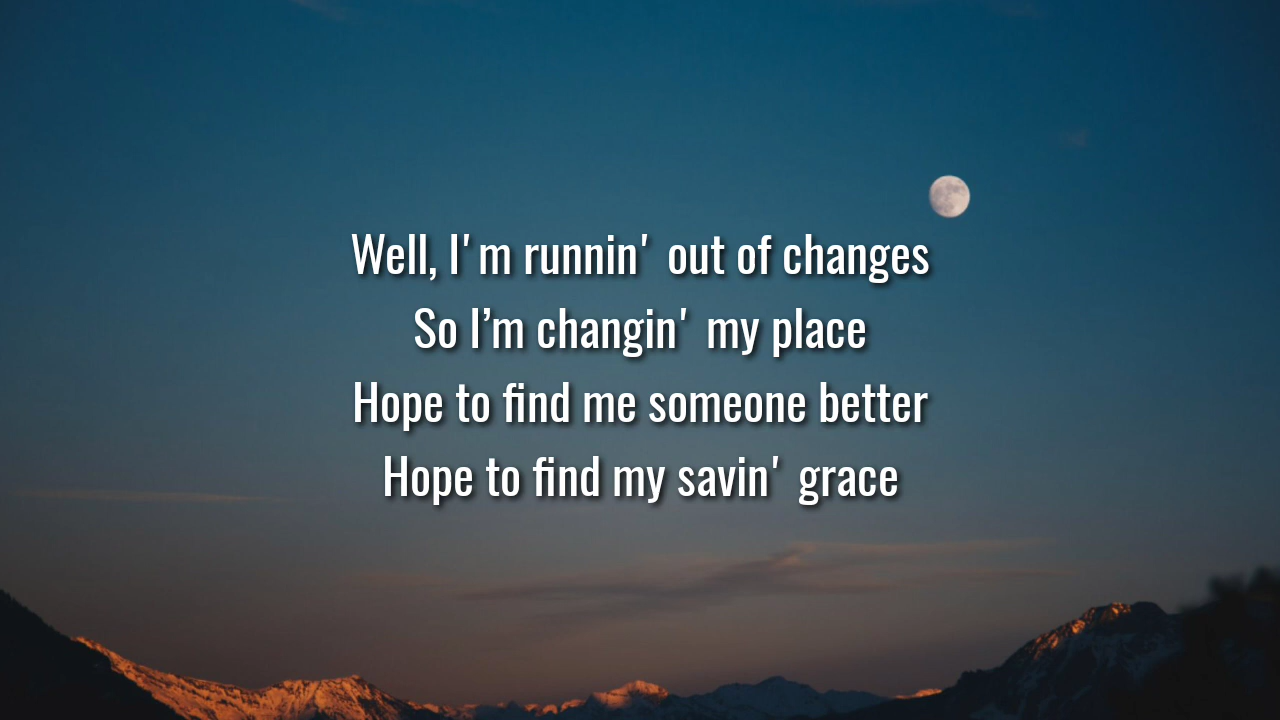 Well, I'm runnin' out of changes
So I’m changin' my place
Hope to find me someone better
Hope to find my savin' grace